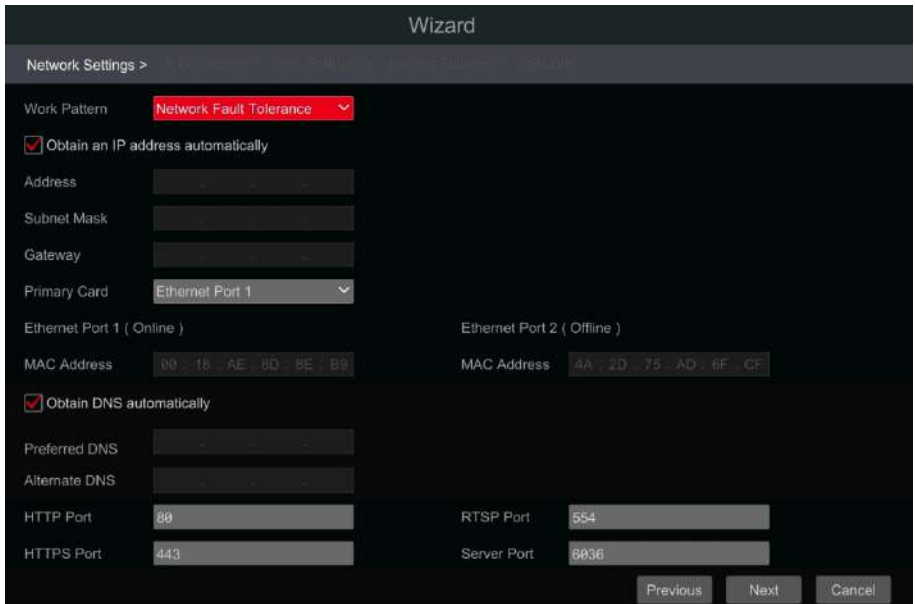 Wizard
Network Settings >
Work Pattern Network Fault Tolerance
Obtain an IP address automatically
Address
Subnet Mask
Gateway
Primary Card Ethernet Port 1
Ethernet Port 1 ( Online ) Ethernet Port 2 ( Offline )
MAC Address 00 : 18 : AE : 8D : 8E : B9 MAC Address 4A : 2D : 75 : AD : 6F : CF
Obtain DNS automatically
Preferred DNS
Alternate DNS
HTTP Port 80 RTSP Port 554
HTTPS Port 443 Server Port 6036
Previous Next Cancel